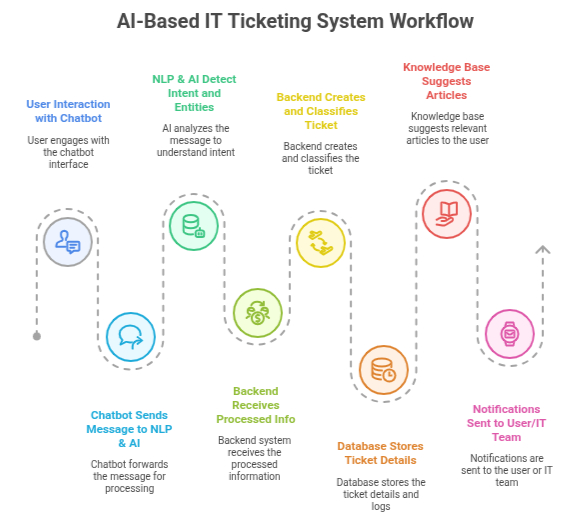 AI-Based IT Ticketing System Workflow
User Interaction
with Chatbot
User engages with
the chatbot
interface
Chatbot Sends
Message to NLP
& AI
Chatbot forwards
the message for
processing
NLP & AI Detect
Intent and
Entities
AI analyzes the
message to
understand intent
Backend
Receives
Processed Info
Backend system
receives the
processed
information
Backend Creates
and Classifies
Ticket
Backend creates
and classifies the
ticket
Database Stores
Ticket Details
Database stores the
ticket details and
logs
Knowledge Base
Suggests
Articles
Knowledge base
suggests relevant
articles to the user
Notifications
Sent to User/IT
Team
Notifications are
sent to the user or IT
team